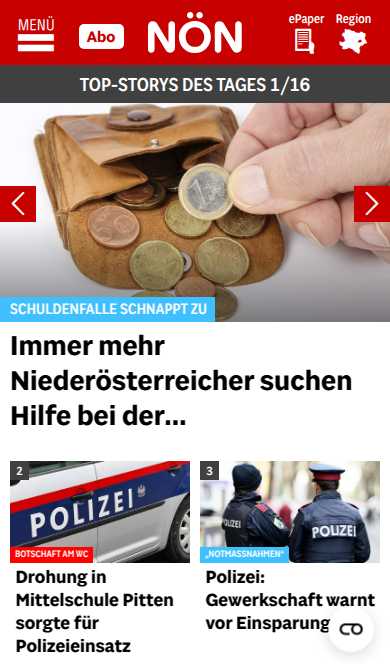 MENÜ
Abo
NÖN
ePaper
Region
TOP-STORYS DES TAGES 1/16
SCHULDENFALLE SCHNAPPT ZU
Immer mehr
Niederösterreicher suchen
Hilfe bei der...
2
POLIZEI
BOTSCHAFT AM WC
Drohung in
Mittelschule Pitten
sorgte für
Polizeieinsatz
3
POLIZEI
POLIZEI
„NOTMASSNAHMEN“
Polizei:
Gewerkschaft warnt
vor Einsparung